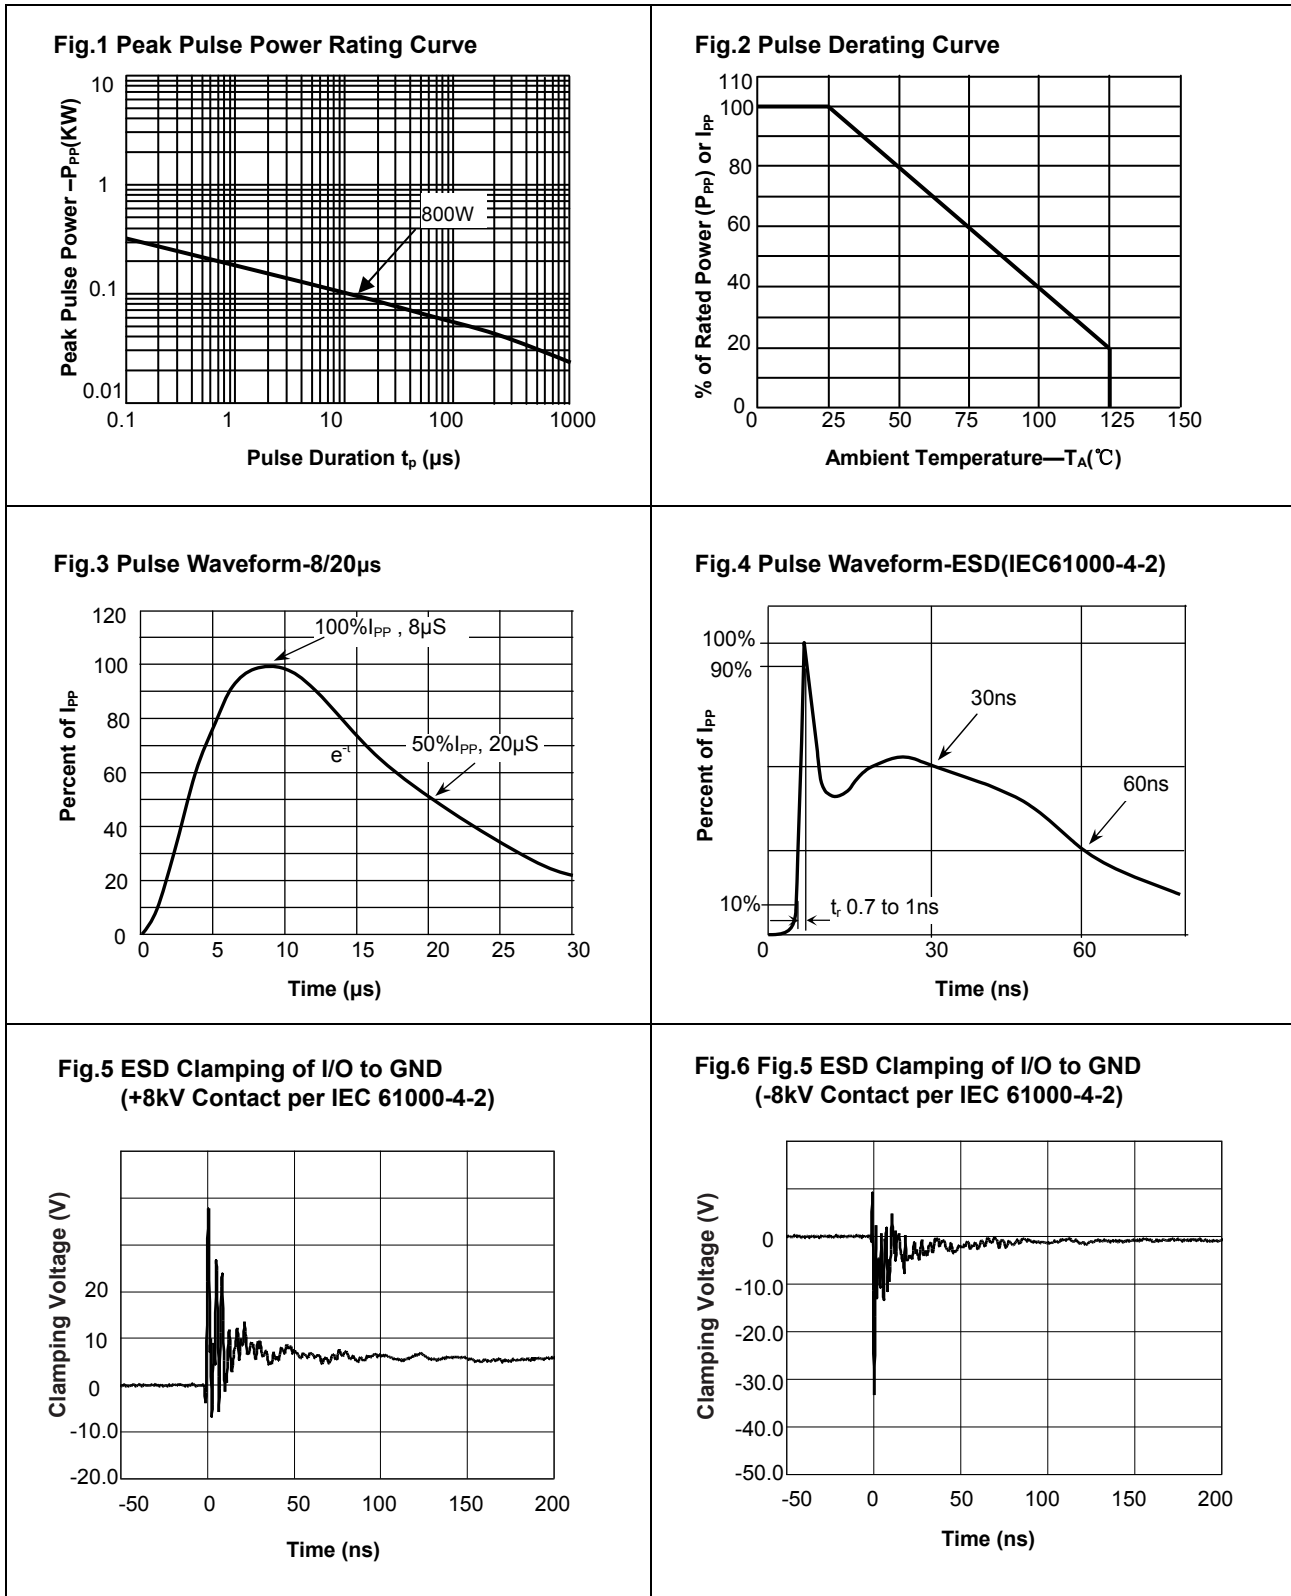 Fig.1 Peak Pulse Power Rating Curve
Peak Pulse Power –PPP(KW)
10
1
0.1
0.01
800W
0.1 1 10 100 1000
Pulse Duration tp (µs)
Fig.2 Pulse Derating Curve
% of Rated Power (PPP) or IPP
110
100
80
60
40
20
0
0 25 50 75 100 125 150
Ambient Temperature—TA(℃)
Fig.3 Pulse Waveform-8/20µs
Percent of IPP
120
100
80
60
40
20
0
100%IPP , 8µS
e-t
50%IPP, 20µS
0 5 10 15 20 25 30
Time (µs)
Fig.4 Pulse Waveform-ESD(IEC61000-4-2)
Percent of IPP
100%
90%
10%
30ns
60ns
tr 0.7 to 1ns
0 30 60
Time (ns)
Fig.5 ESD Clamping of I/O to GND
(+8kV Contact per IEC 61000-4-2)
Clamping Voltage (V)
20
10
0
-10.0
-20.0
-50 0 50 100 150 200
Time (ns)
Fig.6 Fig.5 ESD Clamping of I/O to GND
(-8kV Contact per IEC 61000-4-2)
Clamping Voltage (V)
0
-10.0
-20.0
-30.0
-40.0
-50.0
-50 0 50 100 150 200
Time (ns)